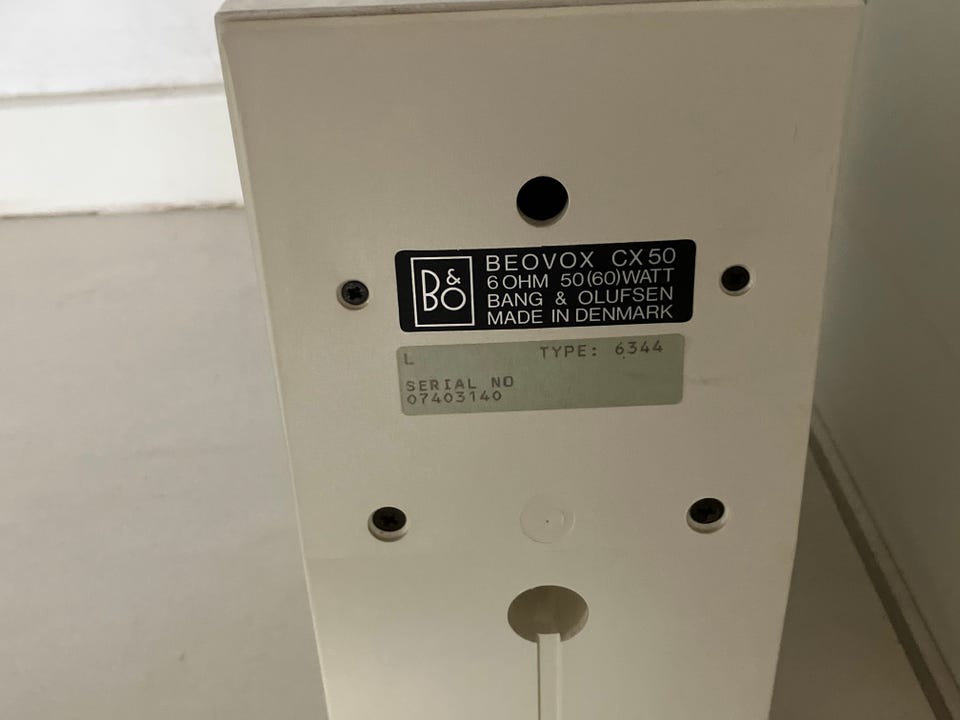 B&O
BEOVOX CX50
6 OHM 50(60)WATT
BANG & OLUFSEN
MADE IN DENMARK
L TYPE: 6344
SERIAL NO
07403140